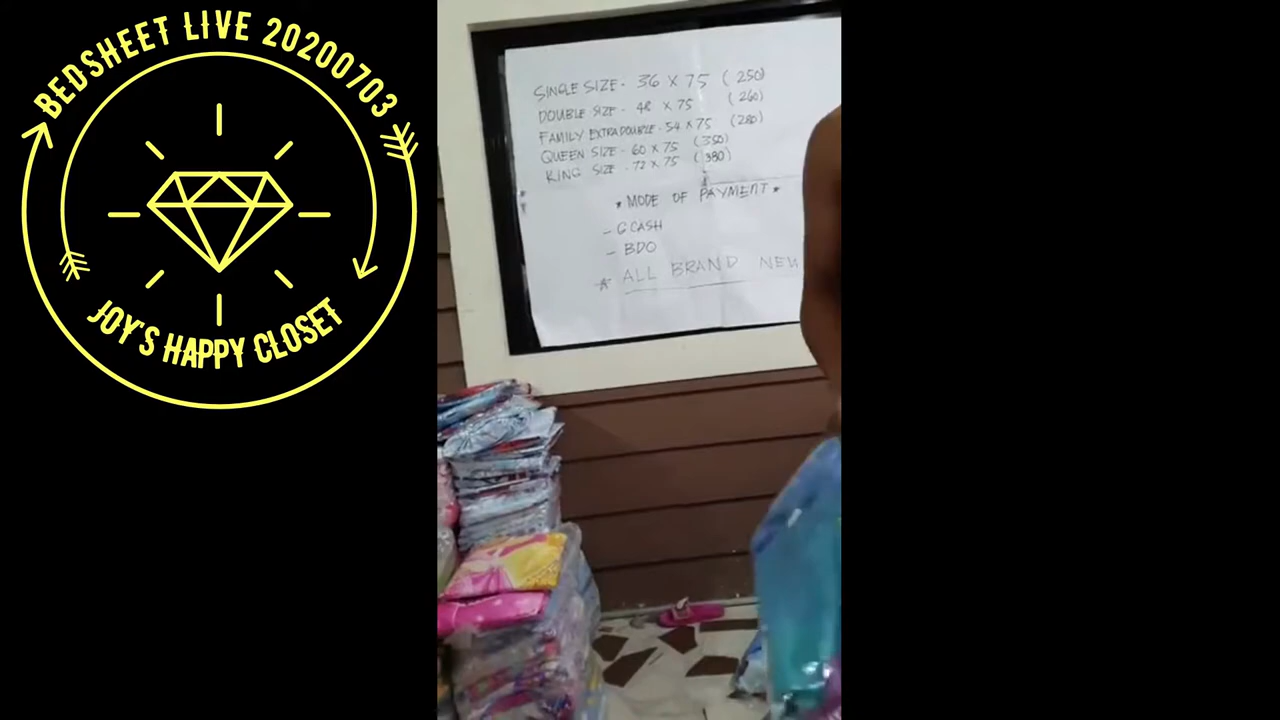 BEDSHEET LIVE 20200703
JOY'S HAPPY CLOSET
SINGLE SIZE - 36 X 75 (250)
DOUBLE SIZE - 48 X 75 (260)
FAMILY EXTRA DOUBLE - 54 X 75 (280)
QUEEN SIZE - 60 X 75 (350)
KING SIZE - 72 X 75 (380)
* MODE OF PAYMENT *
- GCASH
- BDO
* ALL BRAND NEW